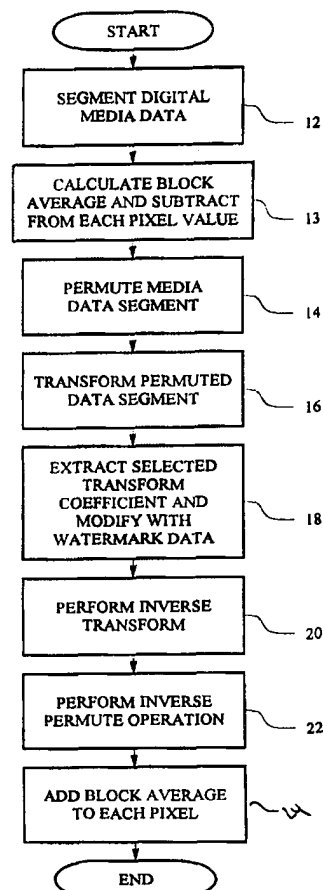 START
SEGMENT DIGITAL
MEDIA DATA
12
CALCULATE BLOCK
AVERAGE AND SUBTRACT
FROM EACH PIXEL VALUE
13
PERMUTE MEDIA
DATA SEGMENT
14
TRANSFORM PERMUTED
DATA SEGMENT
16
EXTRACT SELECTED
TRANSFORM
COEFFICIENT AND
MODIFY WITH
WATERMARK DATA
18
PERFORM INVERSE
TRANSFORM
20
PERFORM INVERSE
PERMUTE OPERATION
22
ADD BLOCK AVERAGE
TO EACH PIXEL
END